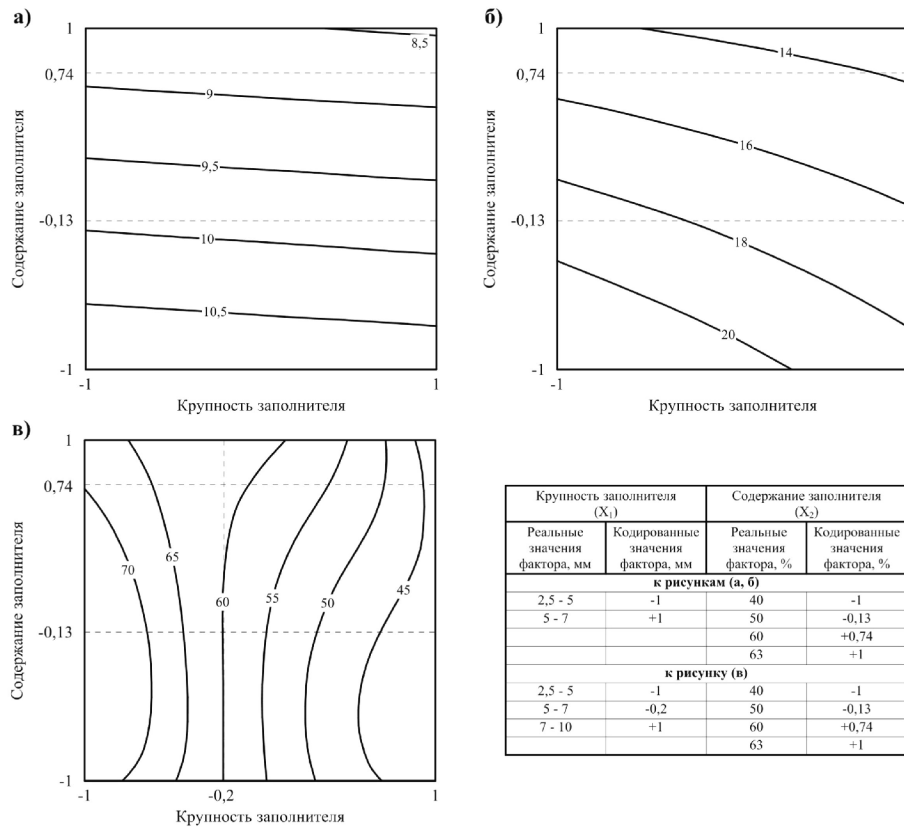 а)
1
0,74
-0,13
-1
Содержание заполнителя
8,5
9
9,5
10
10,5
-1
1
Крупность заполнителя
б)
1
0,74
-0,13
-1
Содержание заполнителя
14
16
18
20
-1
1
Крупность заполнителя
в)
1
0,74
-0,13
-1
Содержание заполнителя
70
65
60
55
50
45
-1
-0,2
1
Крупность заполнителя
Крупность заполнителя Содержание заполнителя
(X1) (X2)
Реальные Кодированные Реальные Кодированные
значения значения значения значения
фактора, мм фактора, мм фактора, % фактора, %
к рисункам (а, б)
2,5 - 5 -1 40 -1
5 - 7 +1 50 -0,13
60 +0,74
63 +1
к рисунку (в)
2,5 - 5 -1 40 -1
5 - 7 -0,2 50 -0,13
7 - 10 +1 60 +0,74
63 +1